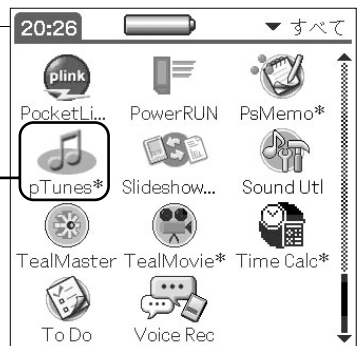 20:26 ▼ すべて
plink
PocketLi... PowerRUN PsMemo*
pTunes* Slideshow... Sound Utl
TealMaster TealMovie* Time Calc*
To Do Voice Rec